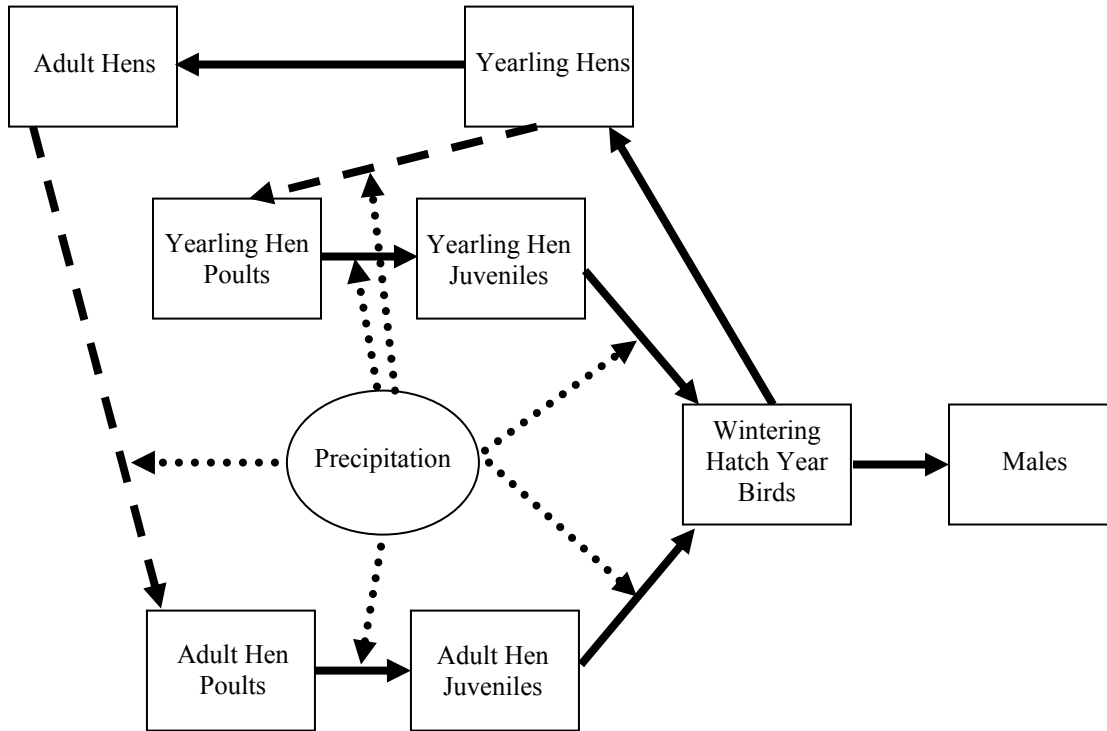 Adult Hens
Yearling Hens
Yearling Hen
Poults
Yearling Hen
Juveniles
Precipitation
Wintering
Hatch Year
Birds
Males
Adult Hen
Poults
Adult Hen
Juveniles